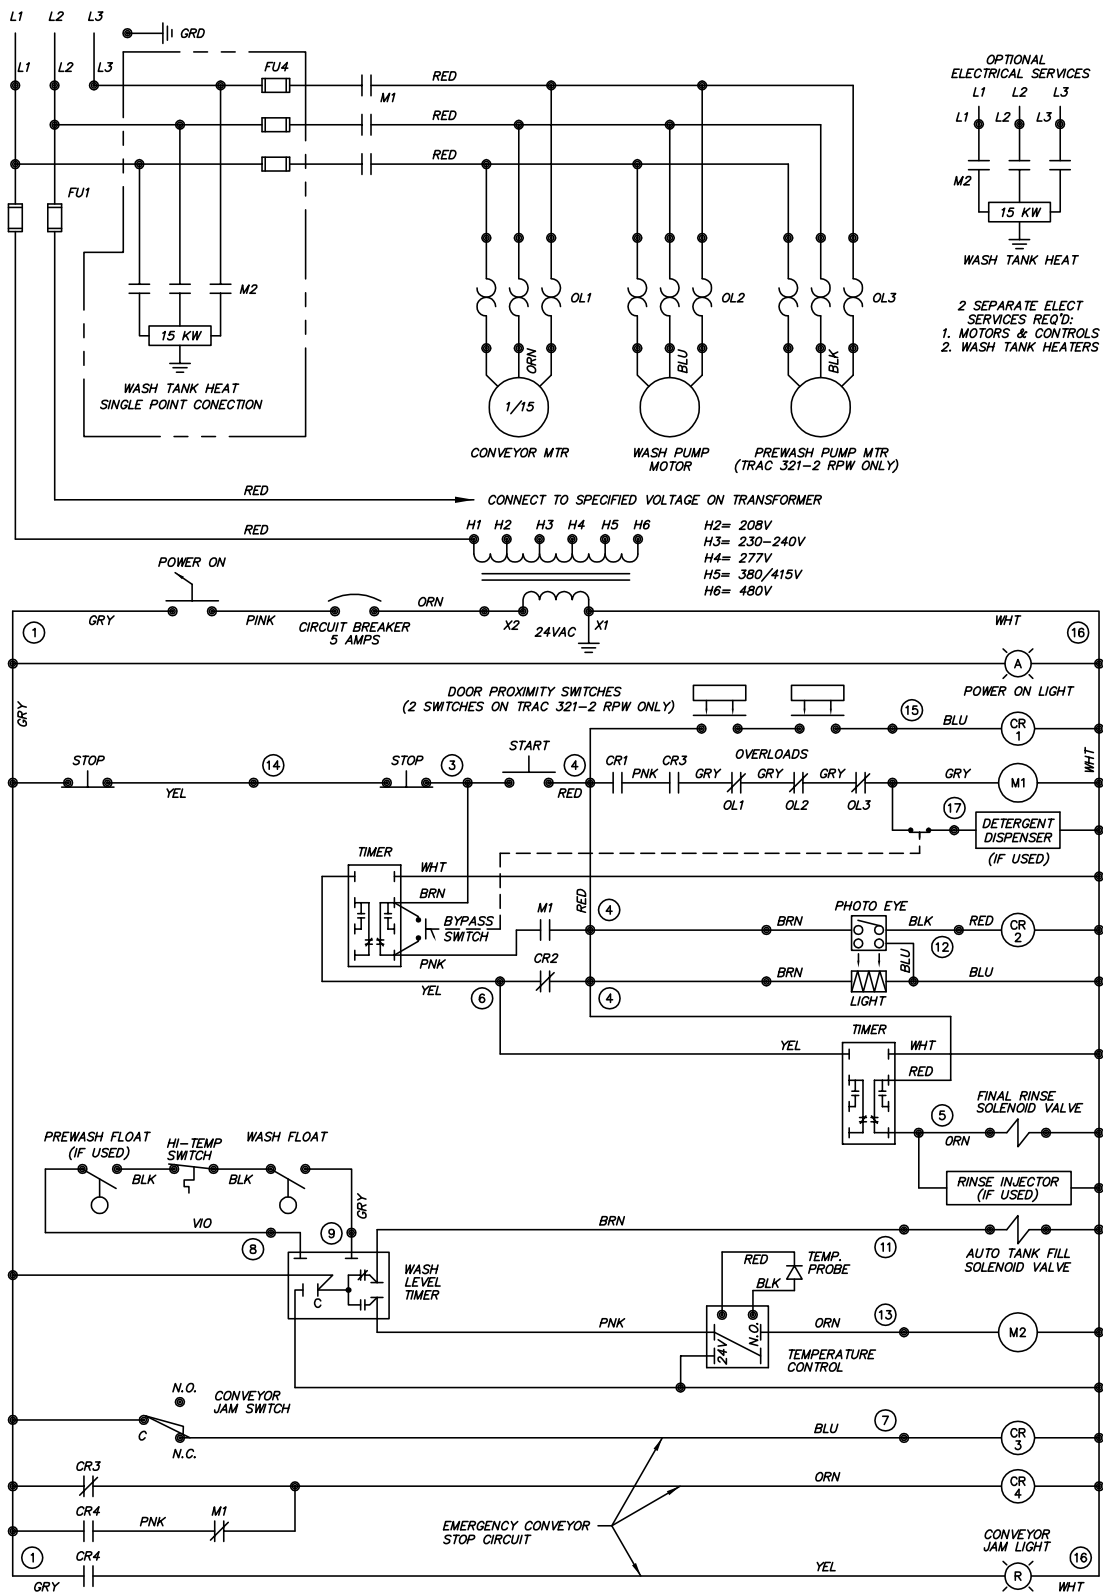 L1 L2 L3
GRD
L1 L2 L3
FU4
RED
M1
RED
RED
FU1
M2
15 KW
WASH TANK HEAT
SINGLE POINT CONECTION
OPTIONAL
ELECTRICAL SERVICES
L1 L2 L3
L1 L2 L3
M2
15 KW
WASH TANK HEAT
2 SEPARATE ELECT
SERVICES REQ'D:
1. MOTORS & CONTROLS
2. WASH TANK HEATERS
OL1 OL2 OL3
ORN BLU BLK
1/15
CONVEYOR MTR
WASH PUMP
MOTOR
PREWASH PUMP MTR
(TRAC 321-2 RPW ONLY)
RED
CONNECT TO SPECIFIED VOLTAGE ON TRANSFORMER
RED
H1 H2 H3 H4 H5 H6
H2= 208V
H3= 230-240V
H4= 277V
H5= 380/415V
H6= 480V
POWER ON
GRY PINK
CIRCUIT BREAKER
5 AMPS
ORN
X2 24VAC X1
WHT
1
16
A
POWER ON LIGHT
GRY
DOOR PROXIMITY SWITCHES
(2 SWITCHES ON TRAC 321-2 RPW ONLY)
15
BLU
CR
1
WHT
STOP
YEL
14
STOP
3
START
4
RED
CR1
PNK
CR3
OVERLOADS
GRY OL1 GRY OL2 GRY OL3
GRY
M1
17
DETERGENT
DISPENSER
(IF USED)
TIMER
WHT
BRN
BYPASS
SWITCH
PNK
YEL
M1
RED
4
CR2
6
4
BRN
PHOTO EYE
BLK
RED
CR
2
12
BRN
LIGHT
BLU
BLU
TIMER
YEL
WHT
RED
5
ORN
FINAL RINSE
SOLENOID VALVE
RINSE INJECTOR
(IF USED)
PREWASH FLOAT
(IF USED)
HI-TEMP
SWITCH
WASH FLOAT
BLK BLK
GRY
VIO
8
9
BRN
11
AUTO TANK FILL
SOLENOID VALVE
C
WASH
LEVEL
TIMER
RED
TEMP.
PROBE
BLK
PNK
24V
N.O.
ORN
13
M2
TEMPERATURE
CONTROL
N.O.
CONVEYOR
JAM SWITCH
C
N.C.
BLU
7
CR
3
CR3
ORN
CR
4
CR4
PNK
M1
EMERGENCY CONVEYOR
STOP CIRCUIT
CONVEYOR
JAM LIGHT
1
CR4
GRY
YEL
R
16
WHT